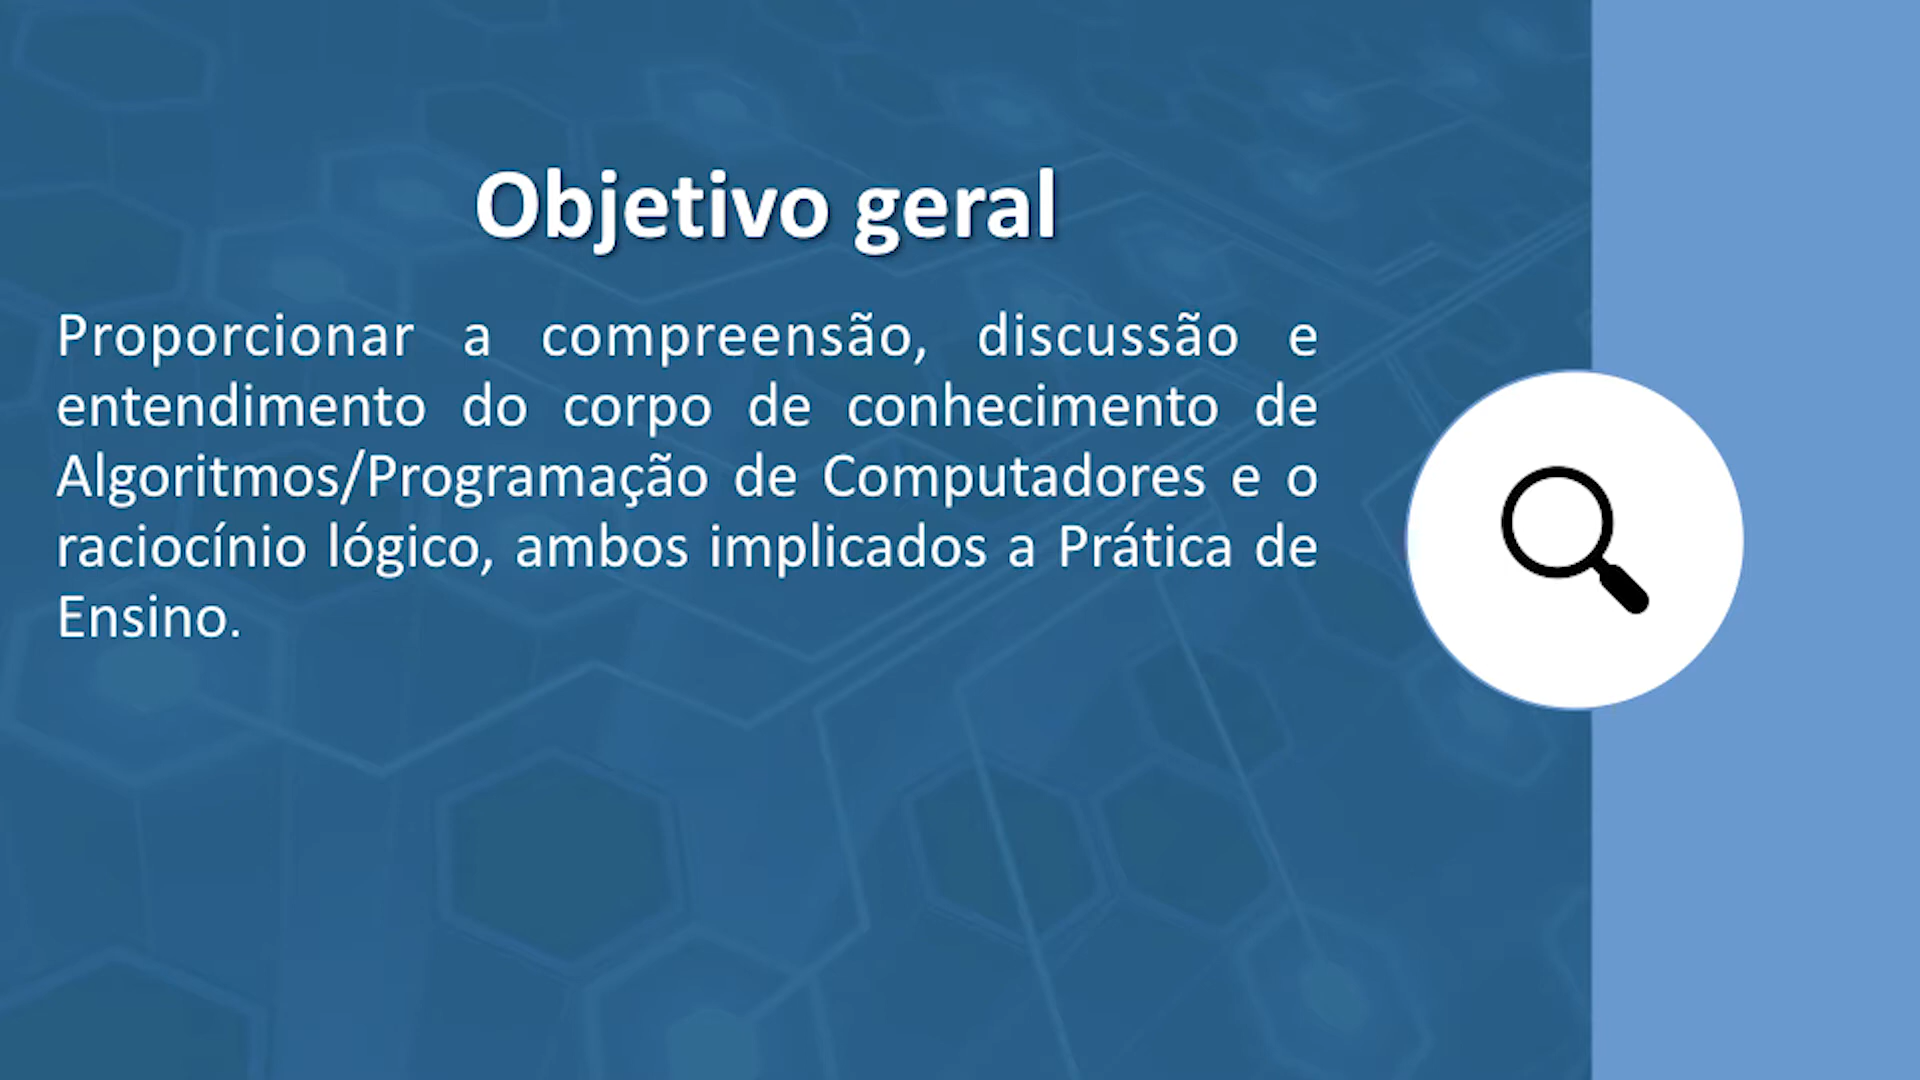 Objetivo geral
Proporcionar a compreensão, discussão e
entendimento do corpo de conhecimento de
Algoritmos/Programação de Computadores e o
raciocínio lógico, ambos implicados a Prática de
Ensino.